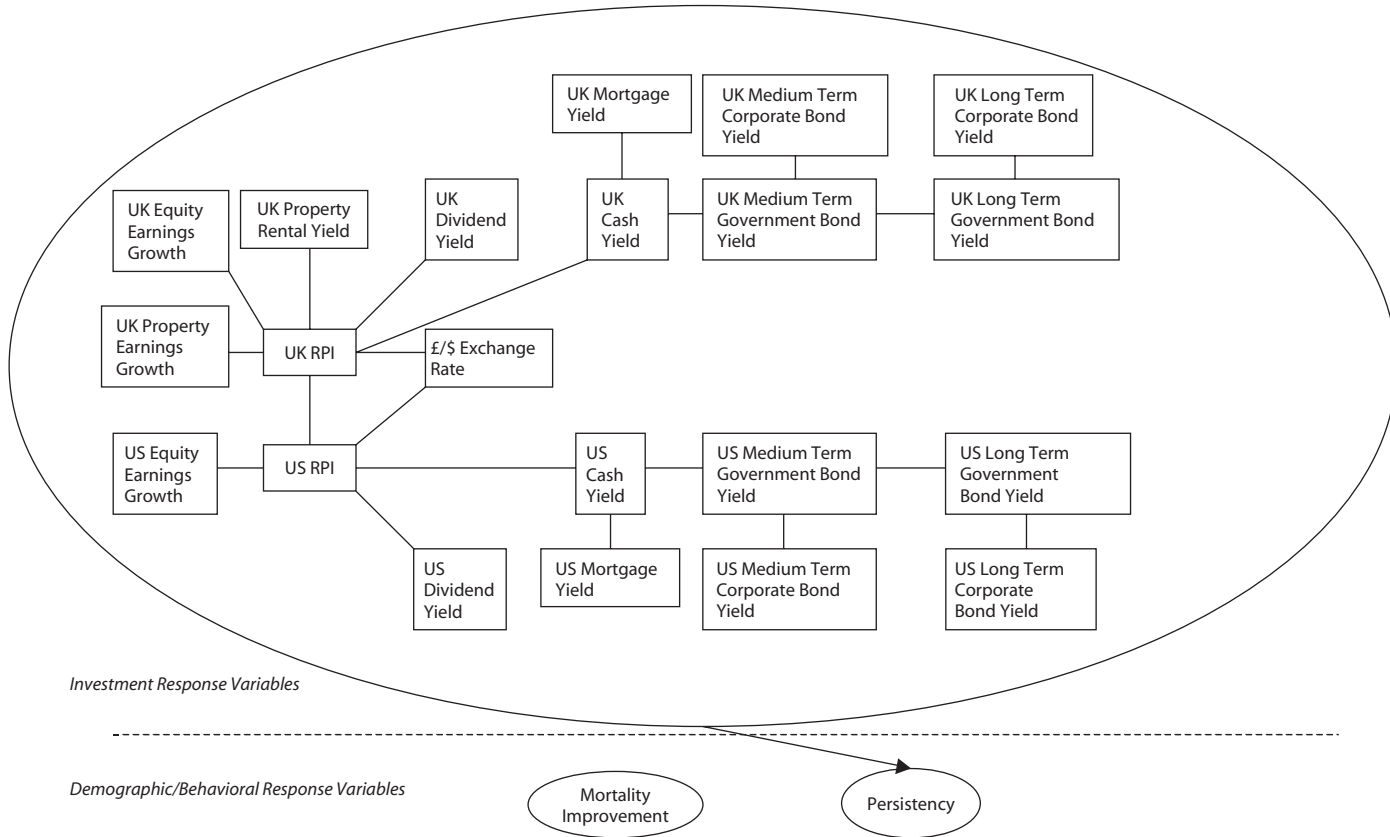 UK Mortgage
Yield
UK Medium Term
Corporate Bond
Yield
UK Long Term
Corporate Bond
Yield
UK Equity
Earnings
Growth
UK Property
Rental Yield
UK
Dividend
Yield
UK
Cash
Yield
UK Medium Term
Government Bond
Yield
UK Long Term
Government Bond
Yield
UK Property
Earnings
Growth
UK RPI
£/$ Exchange
Rate
US Equity
Earnings
Growth
US RPI
US
Cash
Yield
US Medium Term
Government Bond
Yield
US Long Term
Government
Bond Yield
US
Dividend
Yield
US Mortgage
Yield
US Medium Term
Corporate Bond
Yield
US Long Term
Corporate
Bond Yield
Investment Response Variables
Demographic/Behavioral Response Variables
Mortality
Improvement
Persistency